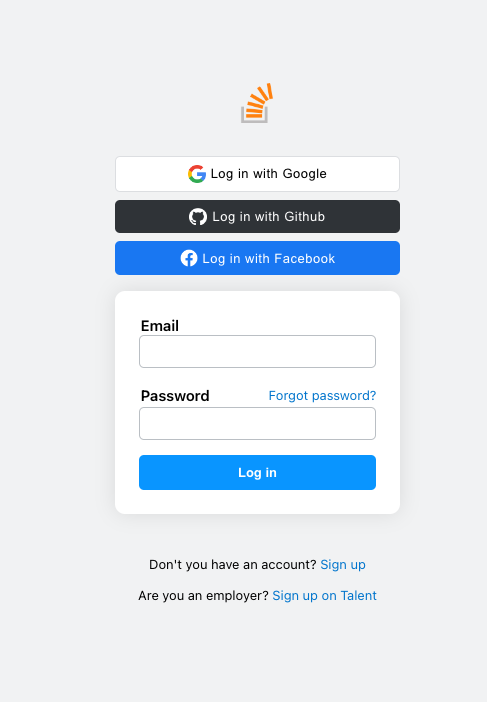 Log in with Google
Log in with Github
Log in with Facebook
Email
Password Forgot password?
Log in
Don't you have an account? Sign up
Are you an employer? Sign up on Talent